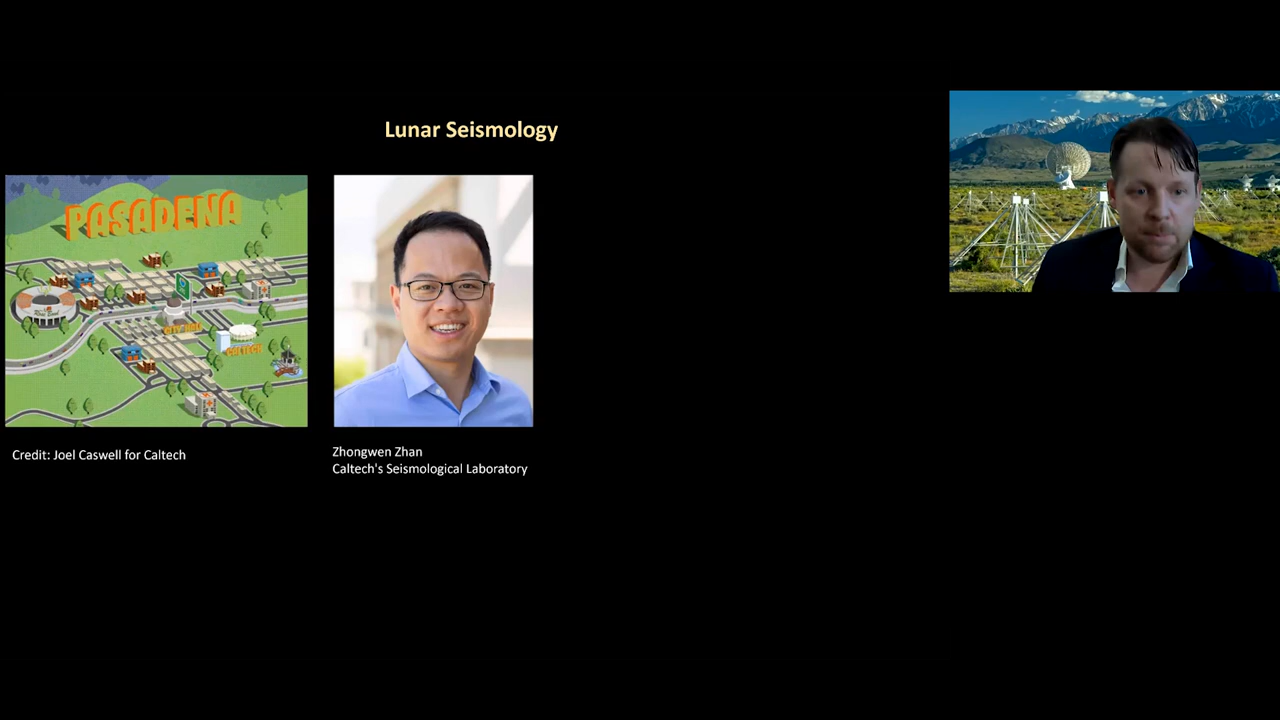 Lunar Seismology
PASADENA
CITY HALL
CALTECH
Credit: Joel Caswell for Caltech
Zhongwen Zhan
Caltech's Seismological Laboratory